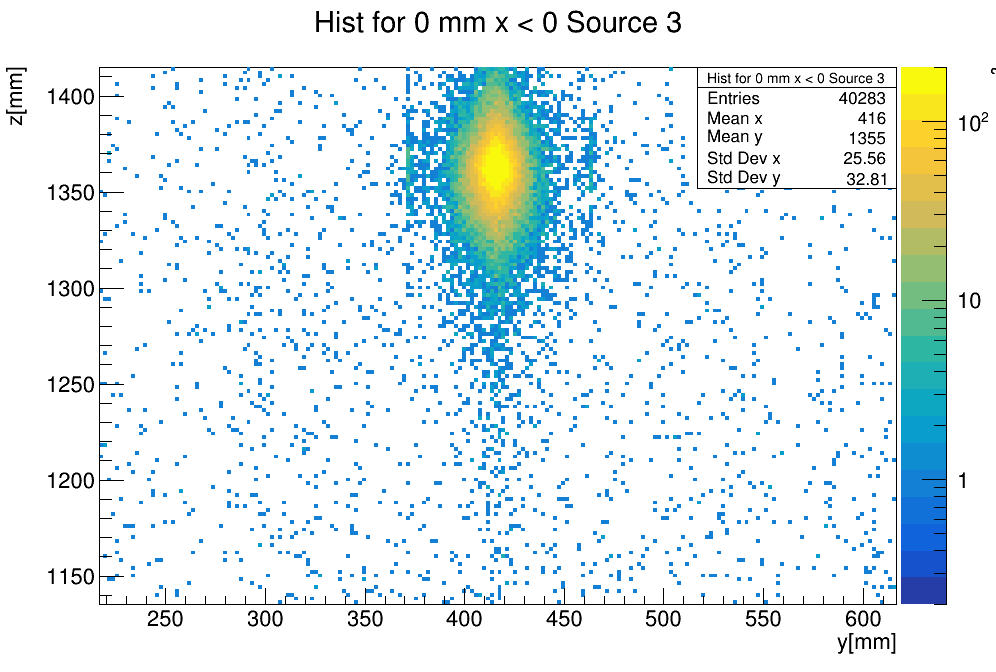 Hist for 0 mm x < 0 Source 3
z[mm]
Hist for 0 mm x < 0 Source 3
Entries 40283
Mean x 416
Mean y 1355
Std Dev x 25.56
Std Dev y 32.81
1400
1350
1300
1250
1200
1150
10²
10
1
250 300 350 400 450 500 550 600
y[mm]